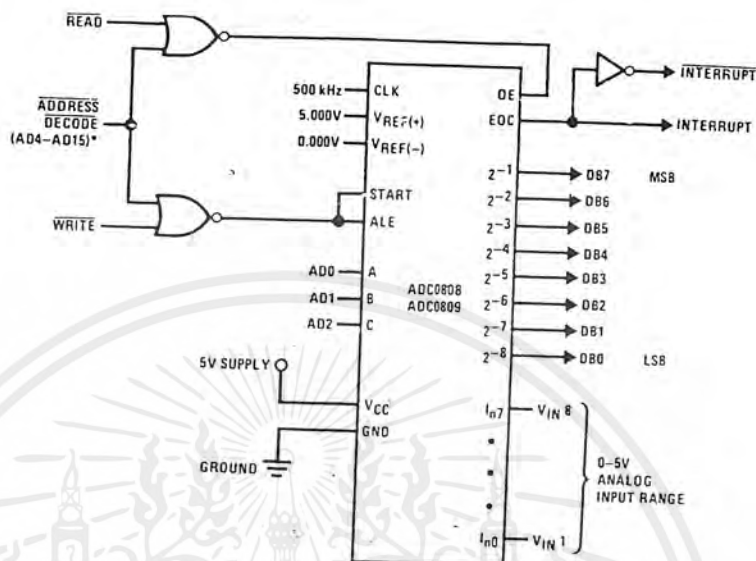 READ
ADDRESS
DECODE
(AD4–AD15)*
WRITE
500 kHz
CLK
5.000V
VREF(+)
0.000V
VREF(−)
START
ALE
AD0
A
AD1
B
AD2
C
5V SUPPLY
VCC
GND
GROUND
ADC0808
ADC0809
OE
EOC
INTERRUPT
INTERRUPT
2⁻¹ DB7 MSB
2⁻² DB6
2⁻³ DB5
2⁻⁴ DB4
2⁻⁵ DB3
2⁻⁶ DB2
2⁻⁷ DB1
2⁻⁸ DB0 LSB
In7 VIN 8
0–5V
ANALOG
INPUT RANGE
In0 VIN 1